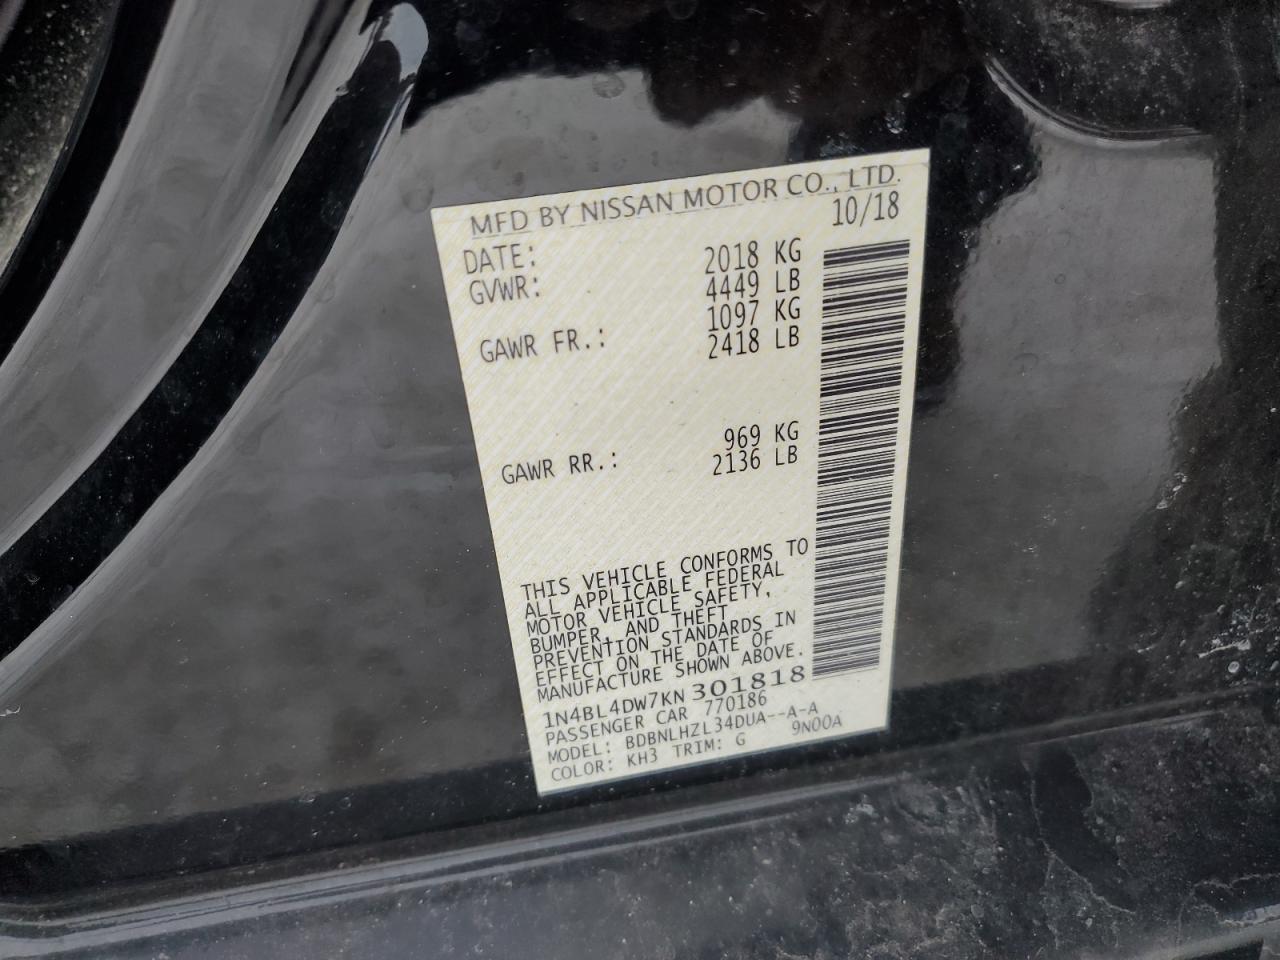 MFD BY NISSAN MOTOR CO., LTD.
DATE: 10/18
GVWR: 2018 KG
4449 LB
GAWR FR.: 1097 KG
2418 LB
GAWR RR.: 969 KG
2136 LB
THIS VEHICLE CONFORMS TO
ALL APPLICABLE FEDERAL
MOTOR VEHICLE SAFETY,
BUMPER, AND THEFT
PREVENTION STANDARDS IN
EFFECT ON THE DATE OF
MANUFACTURE SHOWN ABOVE.
1N4BL4DW7KN301818
PASSENGER CAR 770186
MODEL: BDBNLHZL34DUA--A-A
COLOR: KH3 TRIM: G 9N00A